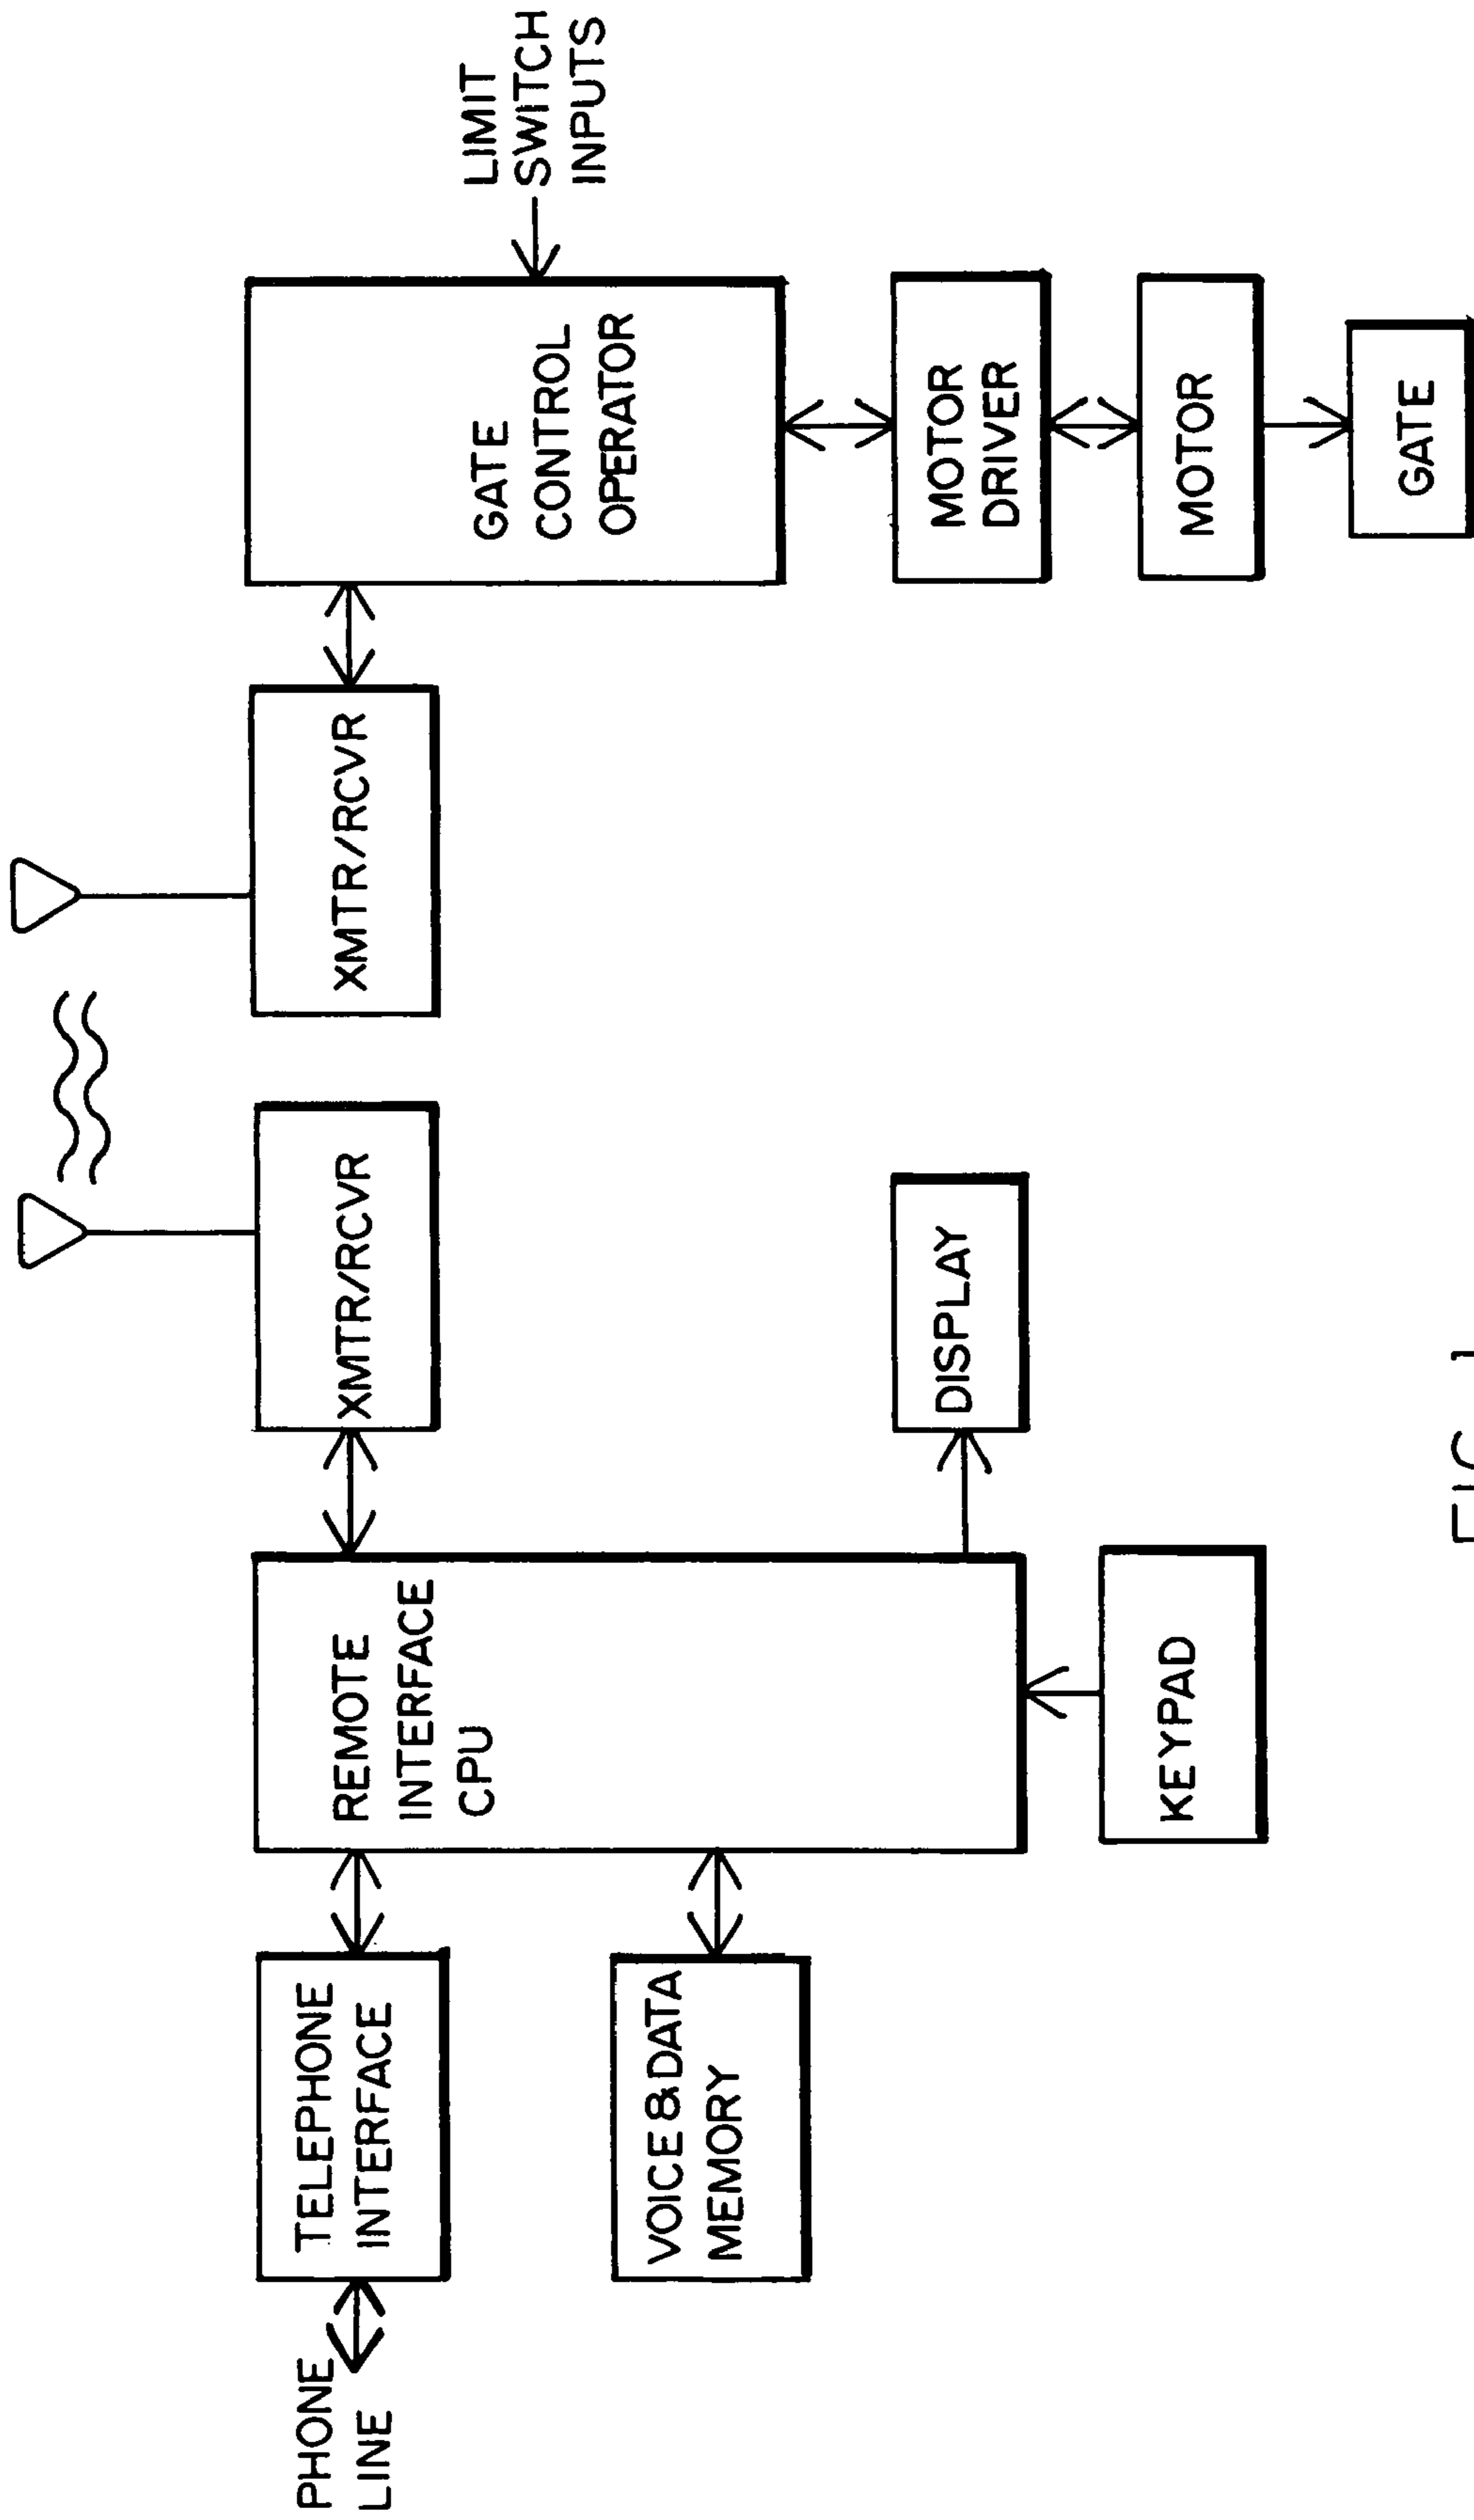 PHONE
LINE
TELEPHONE
INTERFACE
VOICE & DATA
MEMORY
REMOTE
INTERFACE
CPU
KEYPAD
XMTR/RCVR
DISPLAY
XMTR/RCVR
GATE
CONTROL
OPERATOR
MOTOR
DRIVER
MOTOR
GATE
LIMIT
SWITCH
INPUTS